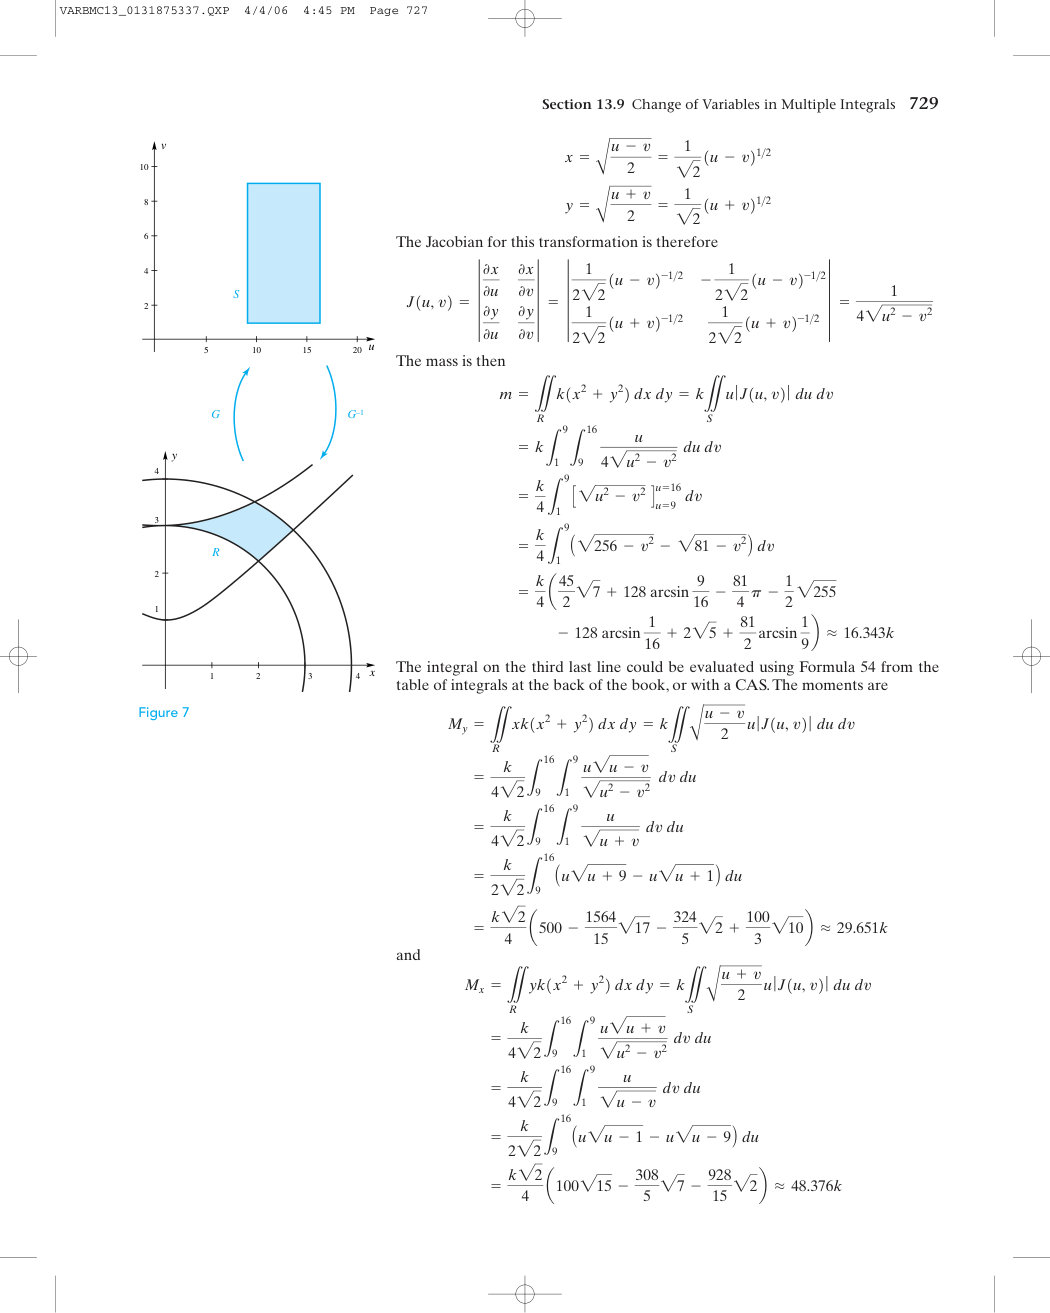 VARBMC13_0131875337.QXP 4/4/06 4:45 PM Page 727
Section 13.9 Change of Variables in Multiple Integrals 729
v
10
8
6
4
2
S
5 10 15 20 u
G G⁻¹
y
4
3
2
1
R
1 2 3 4 x
Figure 7
x = √((u − v)/2) = 1/√2 (u − v)^(1/2)
y = √((u + v)/2) = 1/√2 (u + v)^(1/2)
The Jacobian for this transformation is therefore
J(u, v) = |∂x/∂u ∂x/∂v; ∂y/∂u ∂y/∂v| = |1/(2√2) (u − v)^(−1/2) −1/(2√2) (u − v)^(−1/2); 1/(2√2) (u + v)^(−1/2) 1/(2√2) (u + v)^(−1/2)| = 1/(4√(u² − v²))
The mass is then
m = ∬_R k(x² + y²) dx dy = k ∬_S u|J(u, v)| du dv
= k ∫_1^9 ∫_9^16 u/(4√(u² − v²)) du dv
= k/4 ∫_1^9 [√(u² − v²)]_(u=9)^(u=16) dv
= k/4 ∫_1^9 (√(256 − v²) − √(81 − v²)) dv
= k/4 (45/2 √7 + 128 arcsin 9/16 − 81/4 π − 1/2 √255
− 128 arcsin 1/16 + 2√5 + 81/2 arcsin 1/9) ≈ 16.343k
The integral on the third last line could be evaluated using Formula 54 from the
table of integrals at the back of the book, or with a CAS. The moments are
M_y = ∬_R xk(x² + y²) dx dy = k ∬_S √((u − v)/2) u|J(u, v)| du dv
= k/(4√2) ∫_9^16 ∫_1^9 u√(u − v)/√(u² − v²) dv du
= k/(4√2) ∫_9^16 ∫_1^9 u/√(u + v) dv du
= k/(2√2) ∫_9^16 (u√(u + 9) − u√(u + 1)) du
= k√2/4 (500 − 1564/15 √17 − 324/5 √2 + 100/3 √10) ≈ 29.651k
and
M_x = ∬_R yk(x² + y²) dx dy = k ∬_S √((u + v)/2) u|J(u, v)| du dv
= k/(4√2) ∫_9^16 ∫_1^9 u√(u + v)/√(u² − v²) dv du
= k/(4√2) ∫_9^16 ∫_1^9 u/√(u − v) dv du
= k/(2√2) ∫_9^16 (u√(u − 1) − u√(u − 9)) du
= k√2/4 (100√15 − 308/5 √7 − 928/15 √2) ≈ 48.376k